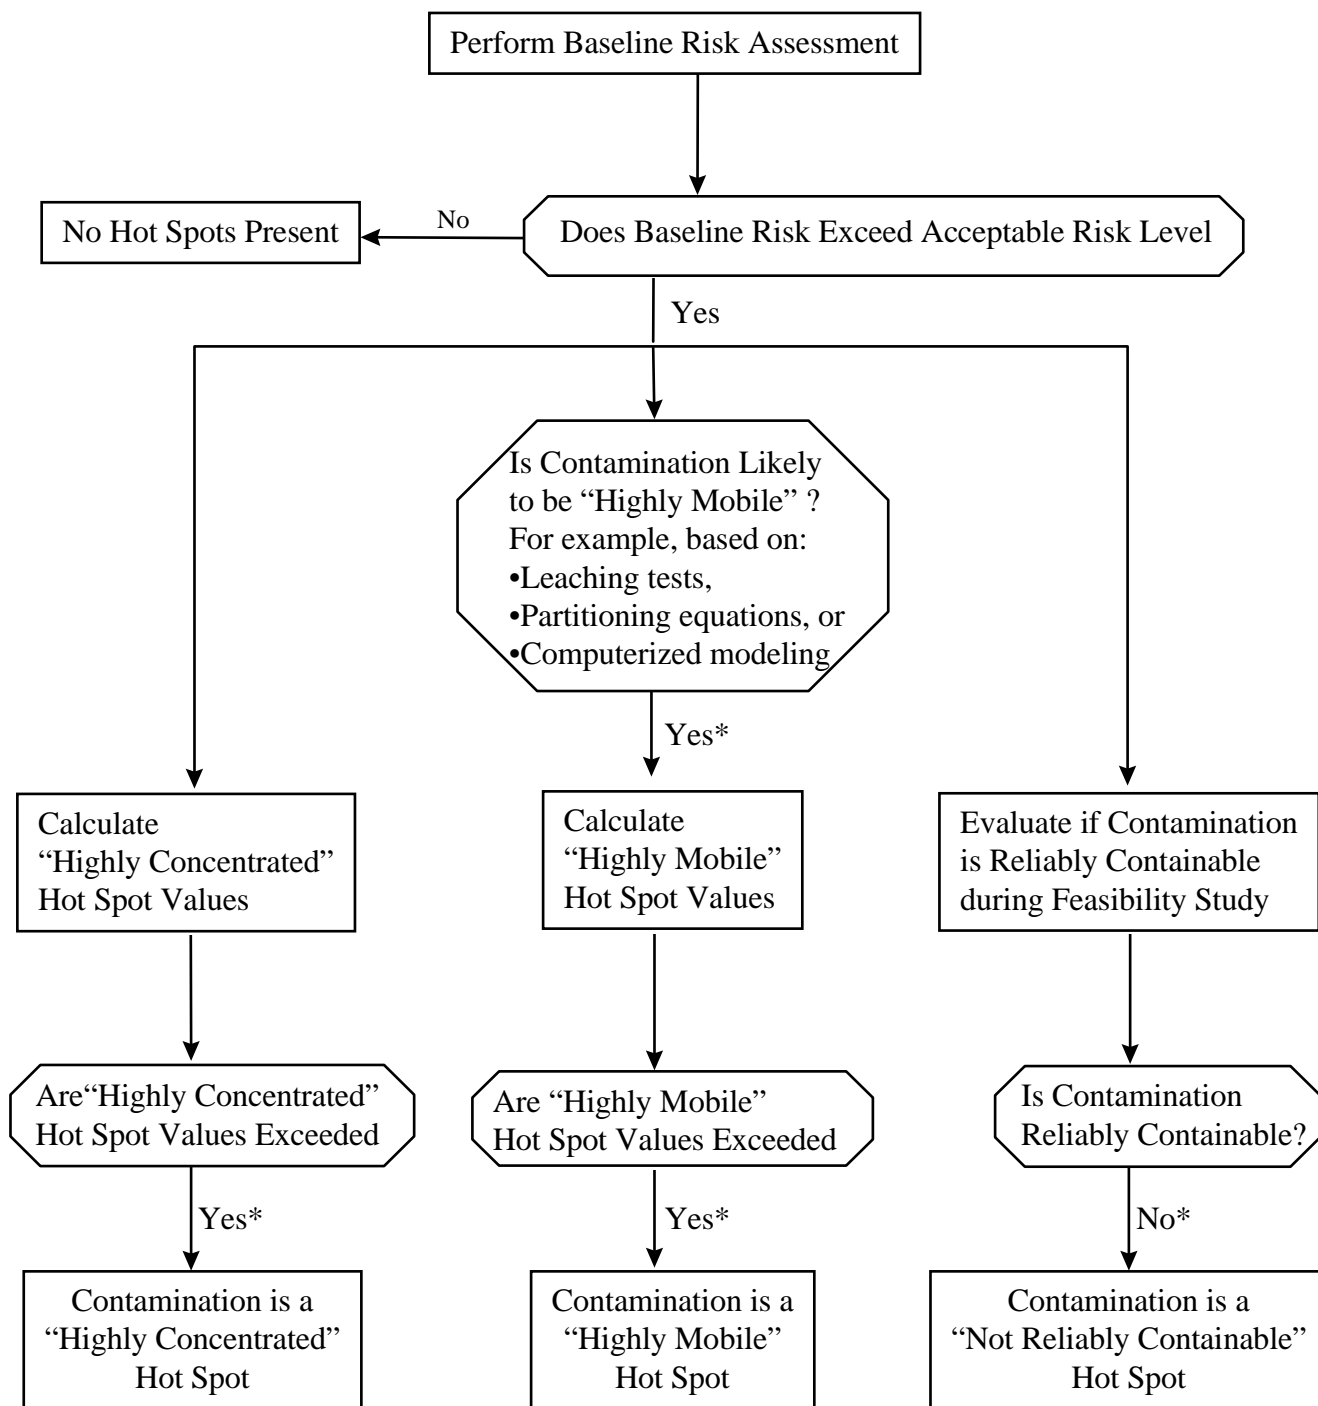 Perform Baseline Risk Assessment
No Hot Spots Present
No
Does Baseline Risk Exceed Acceptable Risk Level
Yes
Is Contamination Likely
to be “Highly Mobile” ?
For example, based on:
•Leaching tests,
•Partitioning equations, or
•Computerized modeling
Yes*
Calculate
“Highly Concentrated”
Hot Spot Values
Calculate
“Highly Mobile”
Hot Spot Values
Evaluate if Contamination
is Reliably Containable
during Feasibility Study
Are“Highly Concentrated”
Hot Spot Values Exceeded
Are “Highly Mobile”
Hot Spot Values Exceeded
Is Contamination
Reliably Containable?
Yes*
Yes*
No*
Contamination is a
“Highly Concentrated”
Hot Spot
Contamination is a
“Highly Mobile”
Hot Spot
Contamination is a
“Not Reliably Containable”
Hot Spot